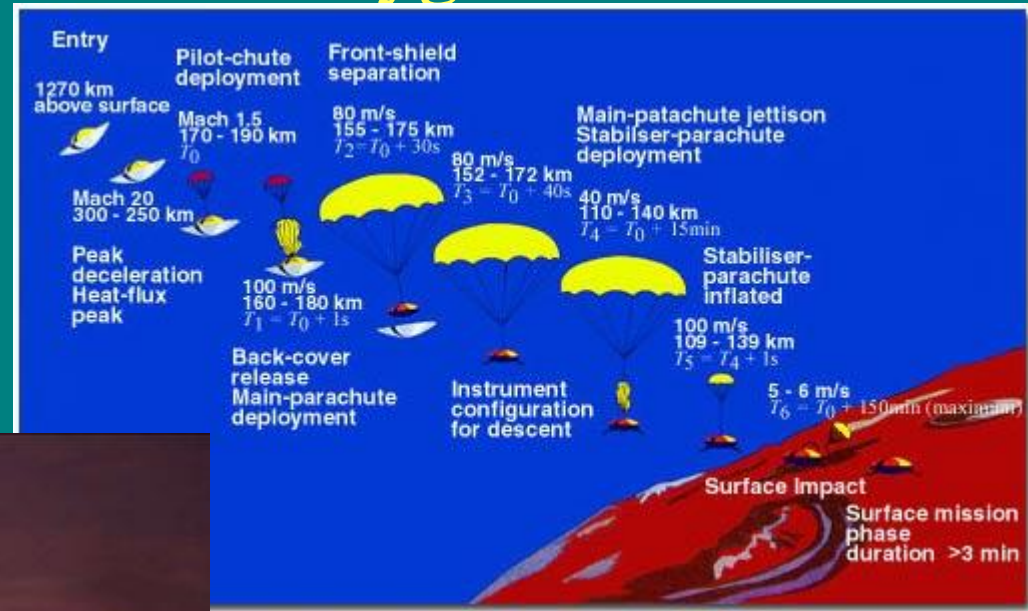 Entry
1270 km
above surface
Mach 20
300 - 250 km
Peak
deceleration
Heat-flux
peak
Pilot-chute
deployment
Mach 1.5
170 - 190 km
T0
100 m/s
160 - 180 km
T1 = T0 + 1s
Back-cover
release
Main-parachute
deployment
Front-shield
separation
80 m/s
155 - 175 km
T2=T0 + 30s
80 m/s
152 - 172 km
T3 = T0 + 40s
Instrument
configuration
for descent
Main-patachute jettison
Stabiliser-parachute
deployment
40 m/s
110 - 140 km
T4 = T0 + 15min
Stabiliser-
parachute
inflated
100 m/s
109 - 139 km
T5 = T4 + 1s
5 - 6 m/s
T6 = T0 + 150min (maximum)
Surface Impact
Surface mission
phase
duration >3 min